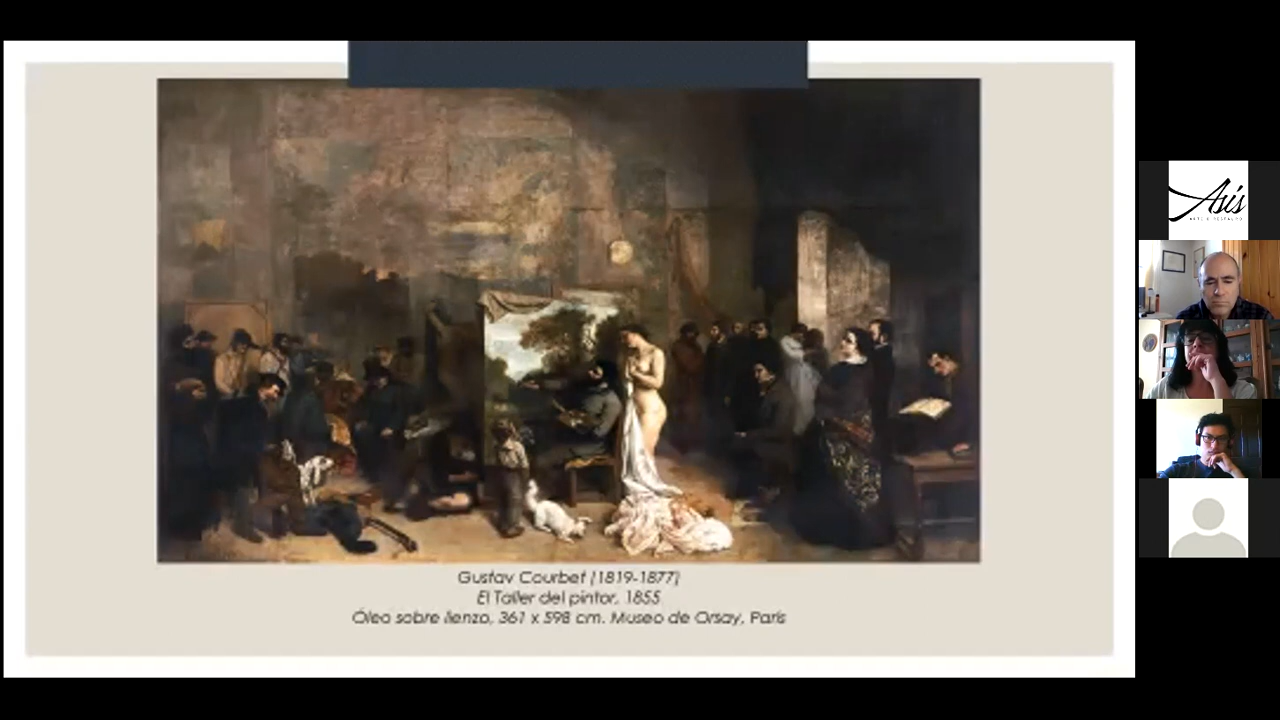 Gustav Courbet (1819-1877)
El Taller del pintor, 1855
Óleo sobre lienzo, 361 x 598 cm. Museo de Orsay, París
Asis